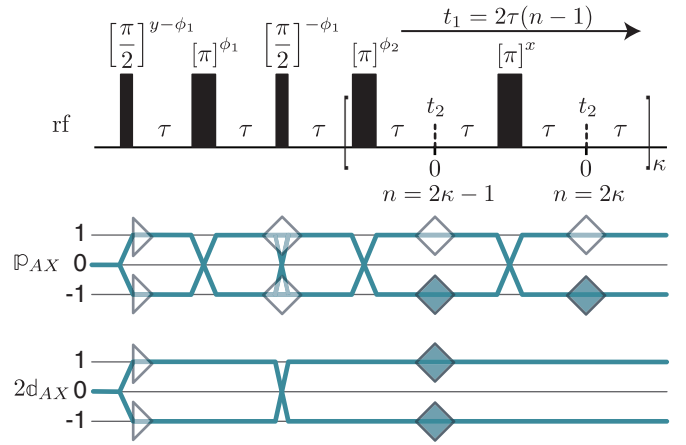 t₁ = 2τ(n − 1)
[π/2]^{y−ϕ₁} [π]^{ϕ₁} [π/2]^{−ϕ₁} [π]^{ϕ₂} [π]^x
t₂ t₂
rf τ τ τ τ τ τ τ
0 0 κ
n = 2κ − 1 n = 2κ
1
𝕡_{AX} 0
-1
1
2𝕕_{AX} 0
-1